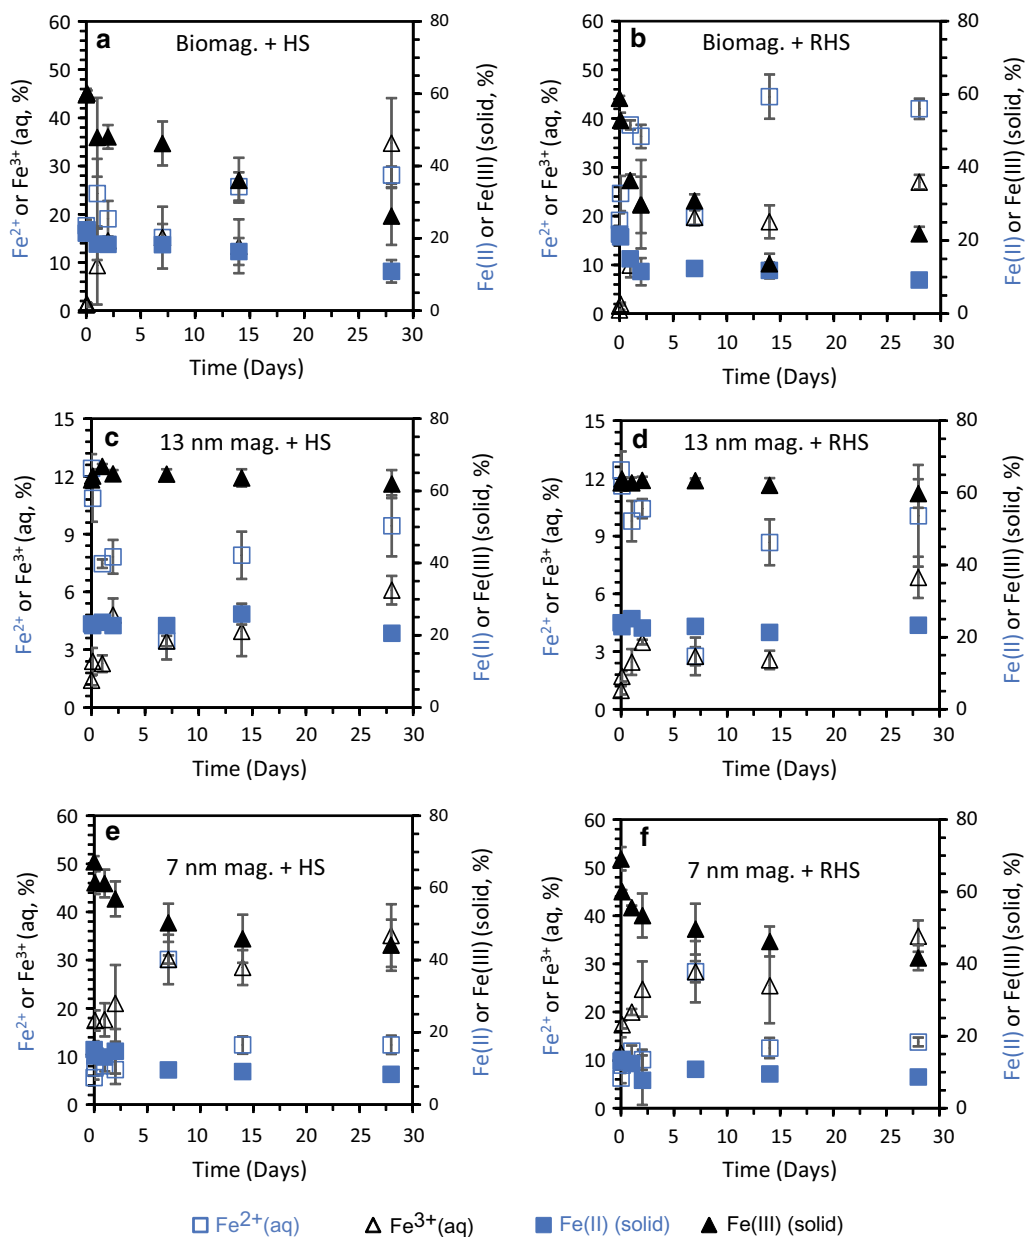 a
Biomag. + HS
Fe2+ or Fe3+ (aq, %)
Fe(II) or Fe(III) (solid, %)
60
50
40
30
20
10
0
80
60
40
20
0
0 5 10 15 20 25 30
Time (Days)
b
Biomag. + RHS
Fe2+ or Fe3+ (aq, %)
Fe(II) or Fe(III) (solid, %)
60
50
40
30
20
10
0
80
60
40
20
0
0 5 10 15 20 25 30
Time (Days)
c
13 nm mag. + HS
Fe2+ or Fe3+ (aq, %)
Fe(II) or Fe(III) (solid, %)
15
12
9
6
3
0
80
60
40
20
0
0 5 10 15 20 25 30
Time (Days)
d
13 nm mag. + RHS
Fe2+ or Fe3+ (aq, %)
Fe(II) or Fe(III) (solid, %)
15
12
9
6
3
0
80
60
40
20
0
0 5 10 15 20 25 30
Time (Days)
e
7 nm mag. + HS
Fe2+ or Fe3+ (aq, %)
Fe(II) or Fe(III) (solid, %)
60
50
40
30
20
10
0
80
60
40
20
0
0 5 10 15 20 25 30
Time (Days)
f
7 nm mag. + RHS
Fe2+ or Fe3+ (aq, %)
Fe(II) or Fe(III) (solid, %)
60
50
40
30
20
10
0
80
60
40
20
0
0 5 10 15 20 25 30
Time (Days)
Fe2+(aq) Fe3+(aq) Fe(II) (solid) Fe(III) (solid)